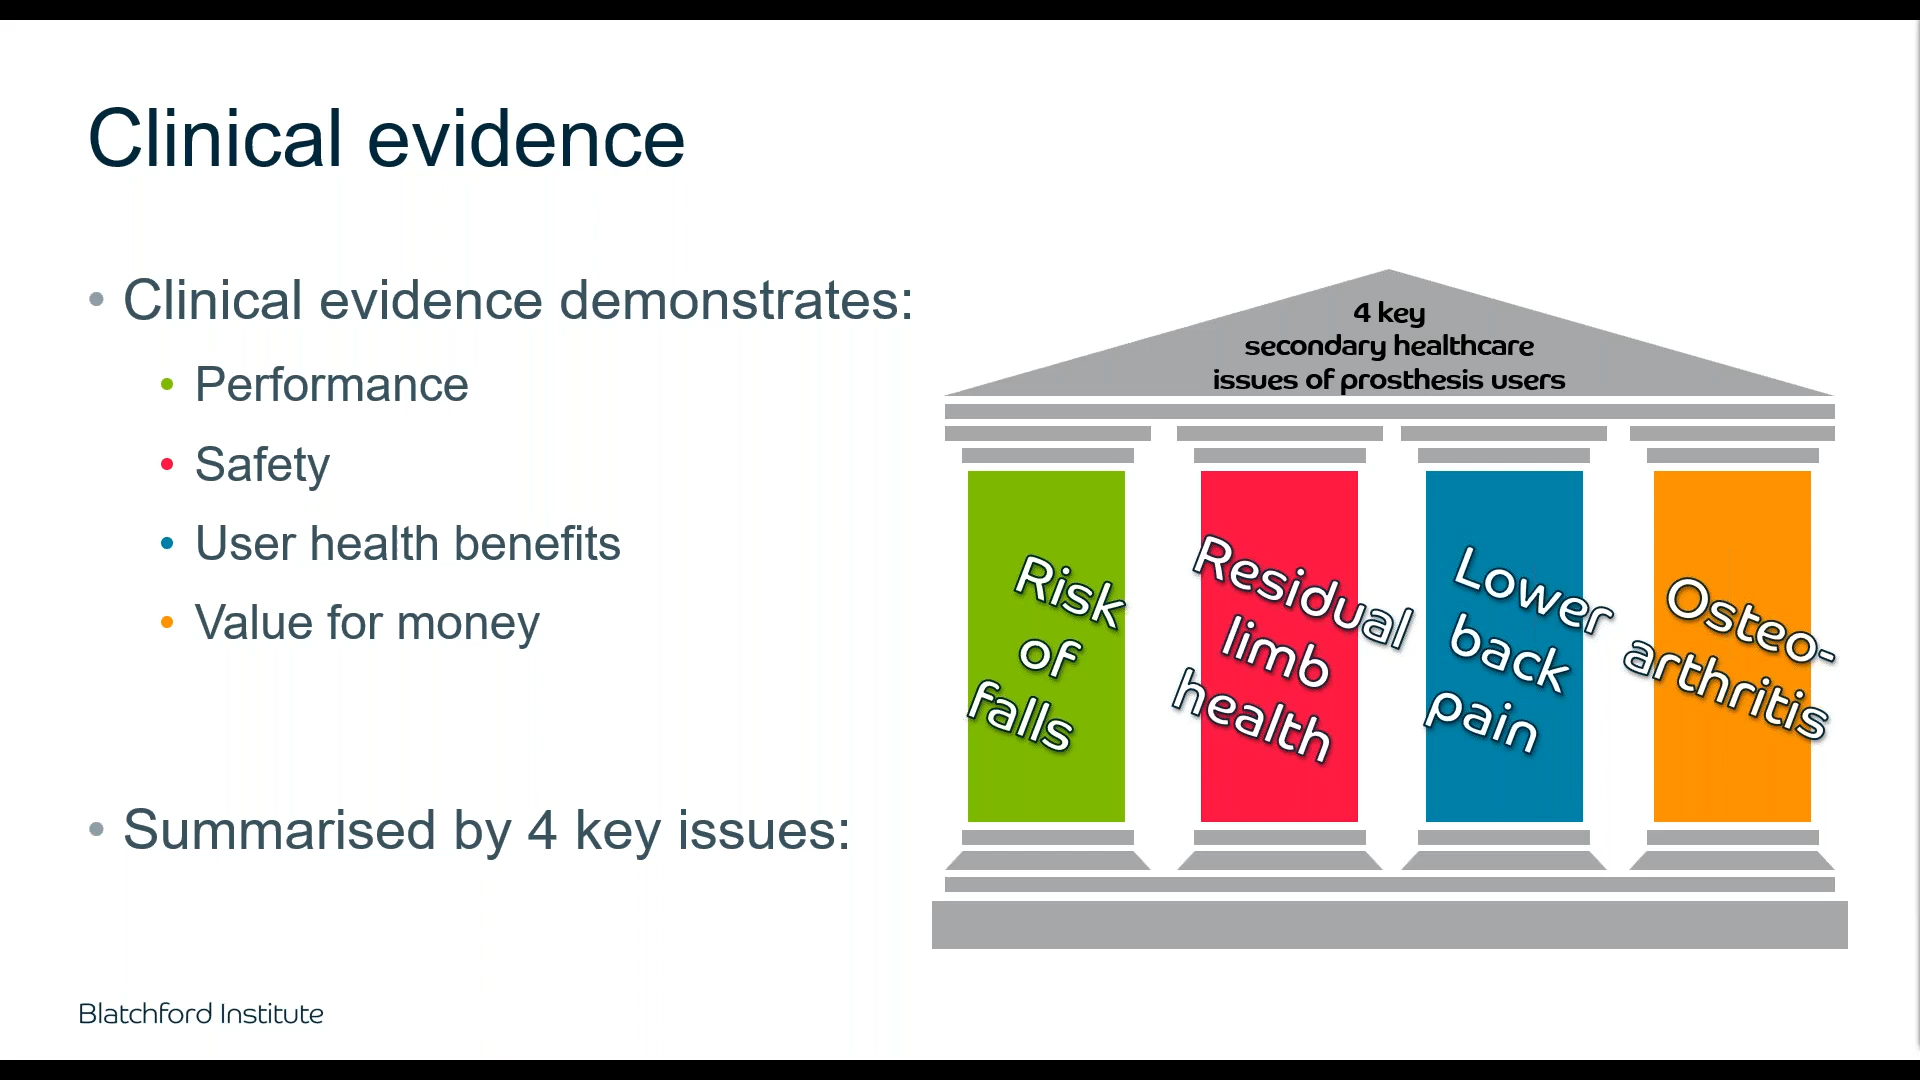 Clinical evidence
• Clinical evidence demonstrates:
• Performance
• Safety
• User health benefits
• Value for money
• Summarised by 4 key issues:
4 key
secondary healthcare
issues of prosthesis users
Risk
of
falls
Residual
limb
health
Lower
back
pain
Osteo-
arthritis
Blatchford Institute